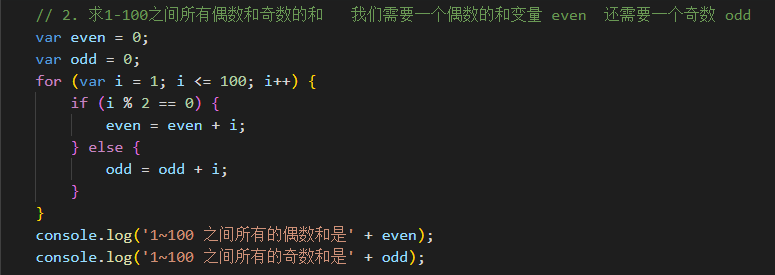 // 2. 求1-100之间所有偶数和奇数的和   我们需要一个偶数的和变量 even  还需要一个奇数 odd
var even = 0;
var odd = 0;
for (var i = 1; i <= 100; i++) {
    if (i % 2 == 0) {
        even = even + i;
    } else {
        odd = odd + i;
    }
}
console.log('1~100 之间所有的偶数和是' + even);
console.log('1~100 之间所有的奇数和是' + odd);